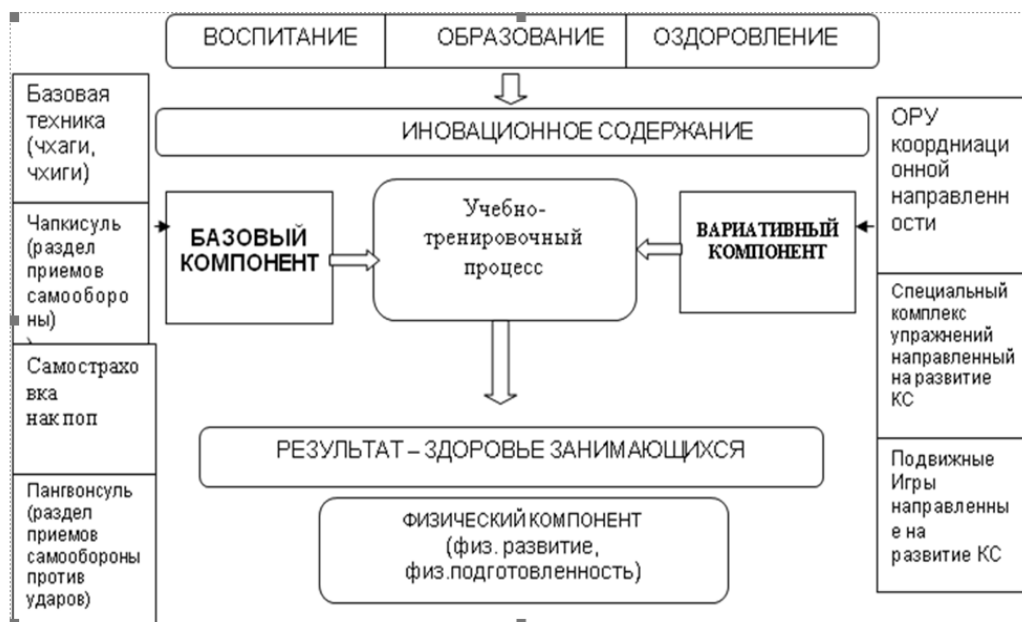 ВОСПИТАНИЕ ОБРАЗОВАНИЕ ОЗДОРОВЛЕНИЕ
ИНОВАЦИОННОЕ СОДЕРЖАНИЕ
Базовая
техника
(чхаги,
чхиги)
Чапкисуль
(раздел
приемов
самооборо
ны)
)
Самострахо
вка
нак поп
Пангвонсуль
(раздел
приемов
самообороны
против
ударов)
БАЗОВЫЙ
КОМПОНЕНТ
Учебно-
тренировочный
процесс
ВАРИАТИВНЫЙ
КОМПОНЕНТ
ОРУ
коордниацио
онной
направленн
ости
Специальный
комплекс
упражнений
направленный
на развитие
КС
Подвижные
Игры
направленны
е на
развитие КС
РЕЗУЛЬТАТ – ЗДОРОВЬЕ ЗАНИМАЮЩИХСЯ
ФИЗИЧЕСКИЙ КОМПОНЕНТ
(физ. развитие,
физ.подготовленность)